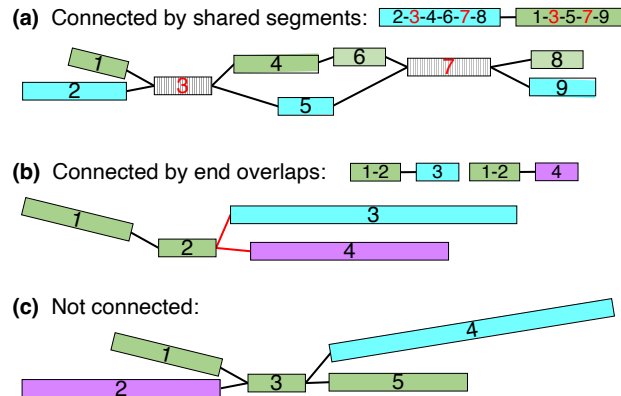 (a) Connected by shared segments: 2-3-4-6-7-8 1-3-5-7-9
1 2 3 4 5 6 7 8 9
(b) Connected by end overlaps: 1-2 3 1-2 4
1 2 3 4
(c) Not connected:
1 2 3 4 5